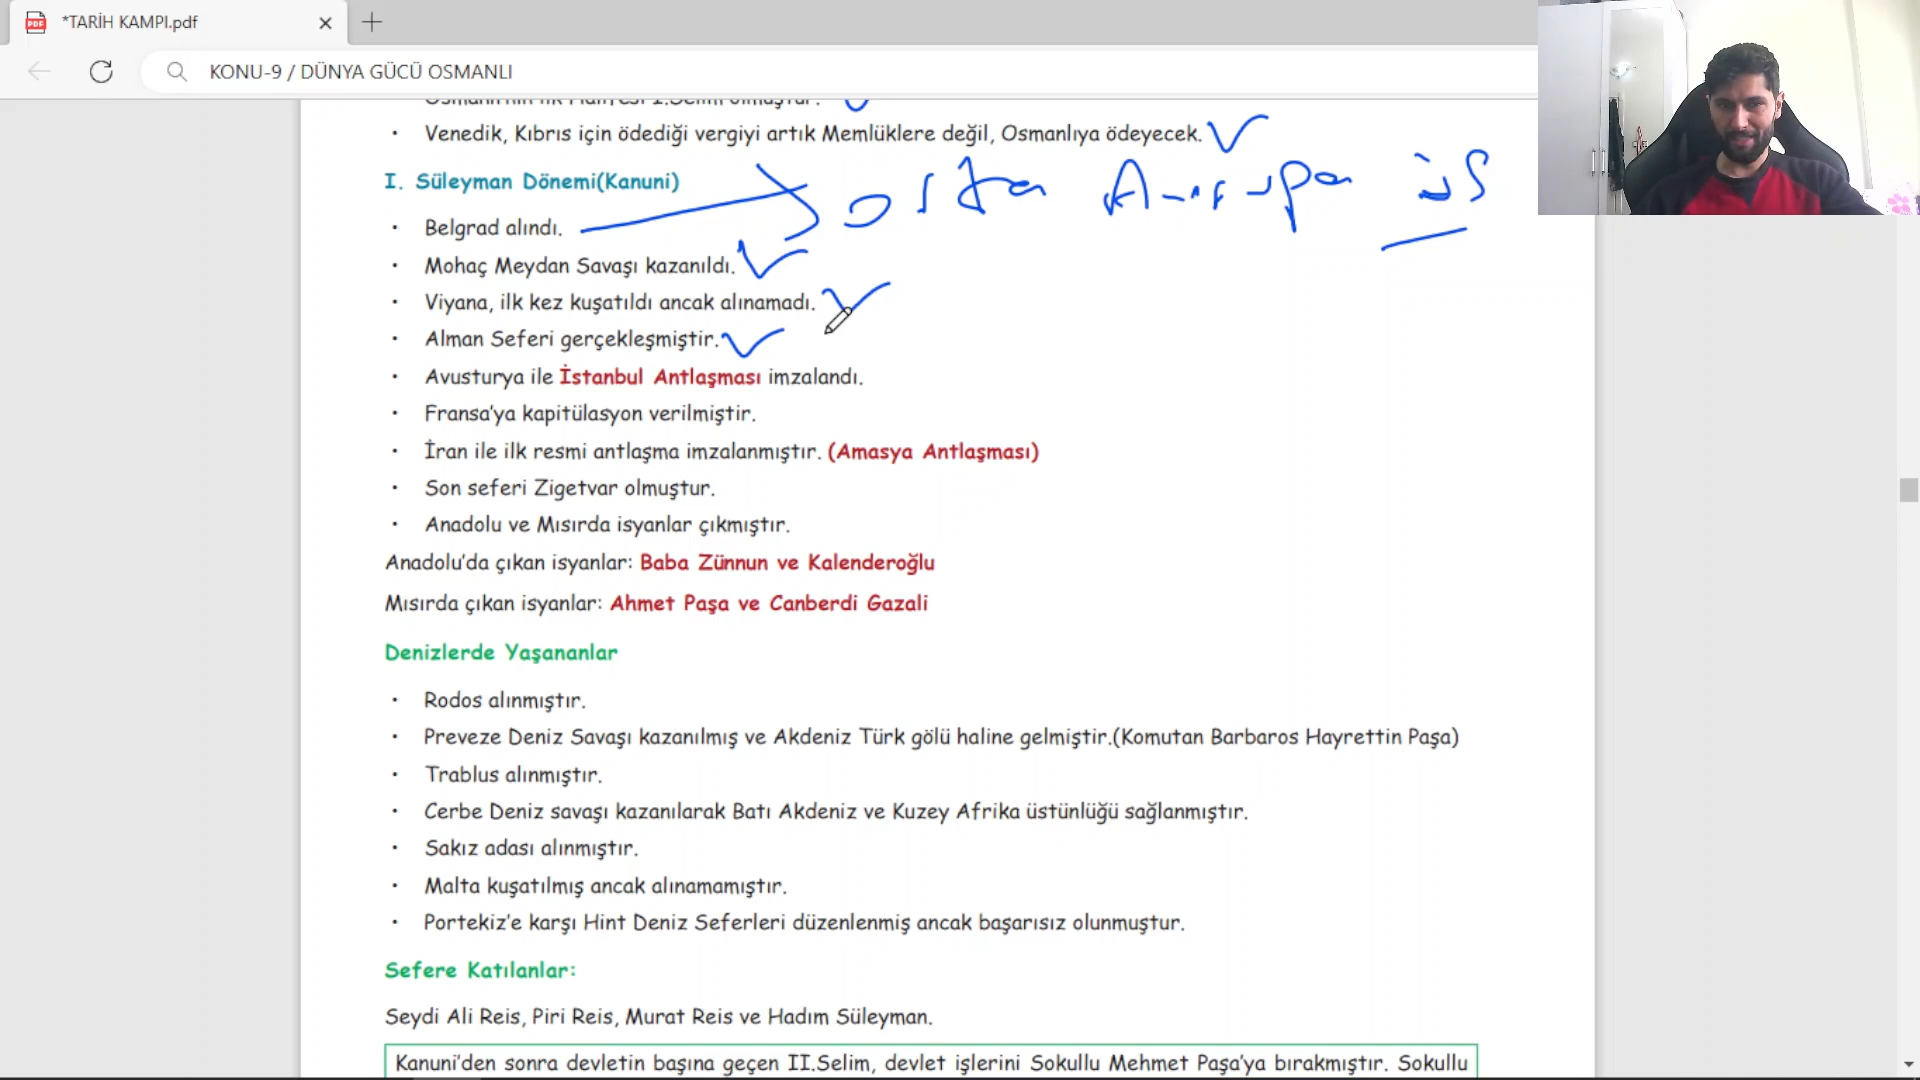 *TARİH KAMPI.pdf
KONU-9 / DÜNYA GÜCÜ OSMANLI
Osmanlı'nın ilk Halifesi I.Selim olmuştur.
• Venedik, Kıbrıs için ödediği vergiyi artık Memlüklere değil, Osmanlıya ödeyecek.
I. Süleyman Dönemi(Kanuni)
orta Avrupa üs
• Belgrad alındı.
• Mohaç Meydan Savaşı kazanıldı.
• Viyana, ilk kez kuşatıldı ancak alınamadı.
• Alman Seferi gerçekleşmiştir.
• Avusturya ile İstanbul Antlaşması imzalandı.
• Fransa'ya kapitülasyon verilmiştir.
• İran ile ilk resmi antlaşma imzalanmıştır. (Amasya Antlaşması)
• Son seferi Zigetvar olmuştur.
• Anadolu ve Mısırda isyanlar çıkmıştır.
Anadolu'da çıkan isyanlar: Baba Zünnun ve Kalenderoğlu
Mısırda çıkan isyanlar: Ahmet Paşa ve Canberdi Gazali
Denizlerde Yaşananlar
• Rodos alınmıştır.
• Preveze Deniz Savaşı kazanılmış ve Akdeniz Türk gölü haline gelmiştir.(Komutan Barbaros Hayrettin Paşa)
• Trablus alınmıştır.
• Cerbe Deniz savaşı kazanılarak Batı Akdeniz ve Kuzey Afrika üstünlüğü sağlanmıştır.
• Sakız adası alınmıştır.
• Malta kuşatılmış ancak alınamamıştır.
• Portekiz'e karşı Hint Deniz Seferleri düzenlenmiş ancak başarısız olunmuştur.
Sefere Katılanlar:
Seydi Ali Reis, Piri Reis, Murat Reis ve Hadım Süleyman.
Kanuni'den sonra devletin başına geçen II.Selim, devlet işlerini Sokullu Mehmet Paşa'ya bırakmıştır. Sokullu